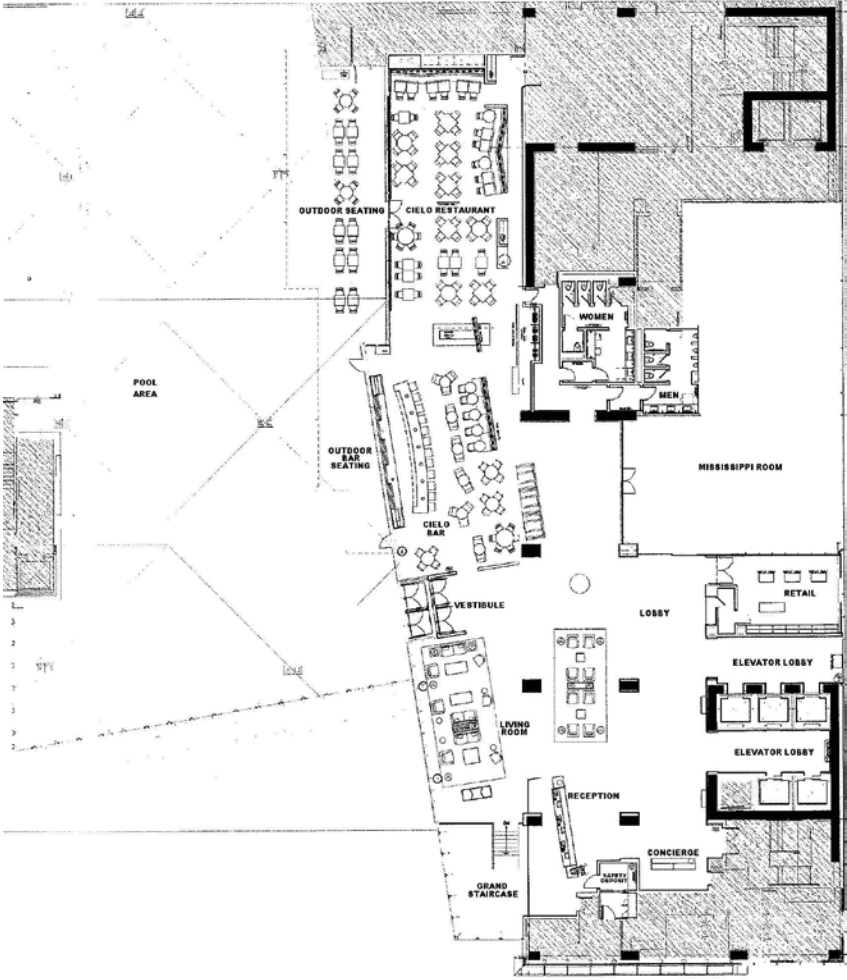 OUTDOOR SEATING
CIELO RESTAURANT
WOMEN
POOL
AREA
MEN
OUTDOOR
BAR
SEATING
MISSISSIPPI ROOM
CIELO
BAR
VESTIBULE
LOBBY
RETAIL
ELEVATOR LOBBY
LIVING
ROOM
ELEVATOR LOBBY
RECEPTION
CONCIERGE
SAFETY
DEPOSIT
GRAND
STAIRCASE